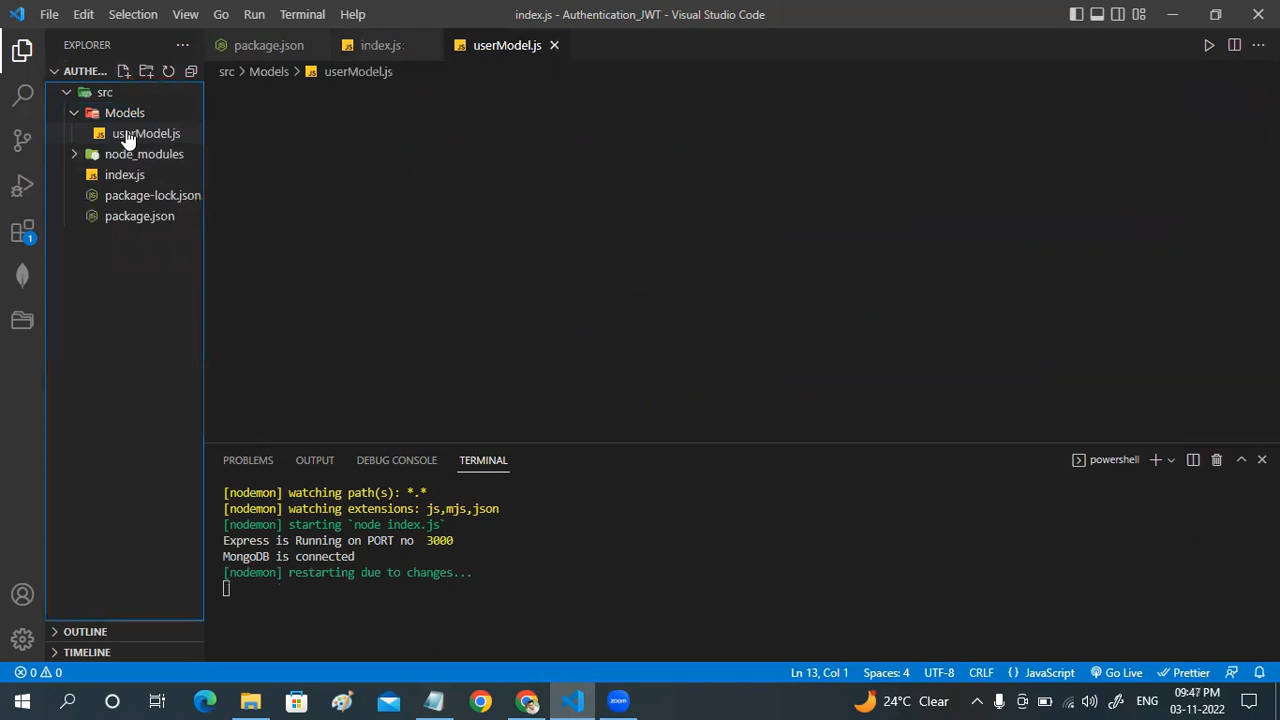 File Edit Selection View Go Run Terminal Help index.js - Authentication_JWT - Visual Studio Code
EXPLORER
package.json
index.js
userModel.js
AUTHE...
src > Models > userModel.js
src
Models
userModel.js
node_modules
index.js
package-lock.json
package.json
1
PROBLEMS OUTPUT DEBUG CONSOLE TERMINAL
powershell
[nodemon] watching path(s): *.*
[nodemon] watching extensions: js,mjs,json
[nodemon] starting `node index.js`
Express is Running on PORT no  3000
MongoDB is connected
[nodemon] restarting due to changes...
OUTLINE
TIMELINE
0 0
Ln 13, Col 1 Spaces: 4 UTF-8 CRLF {} JavaScript Go Live Prettier
zoom
24°C Clear
ENG
09:47 PM
03-11-2022